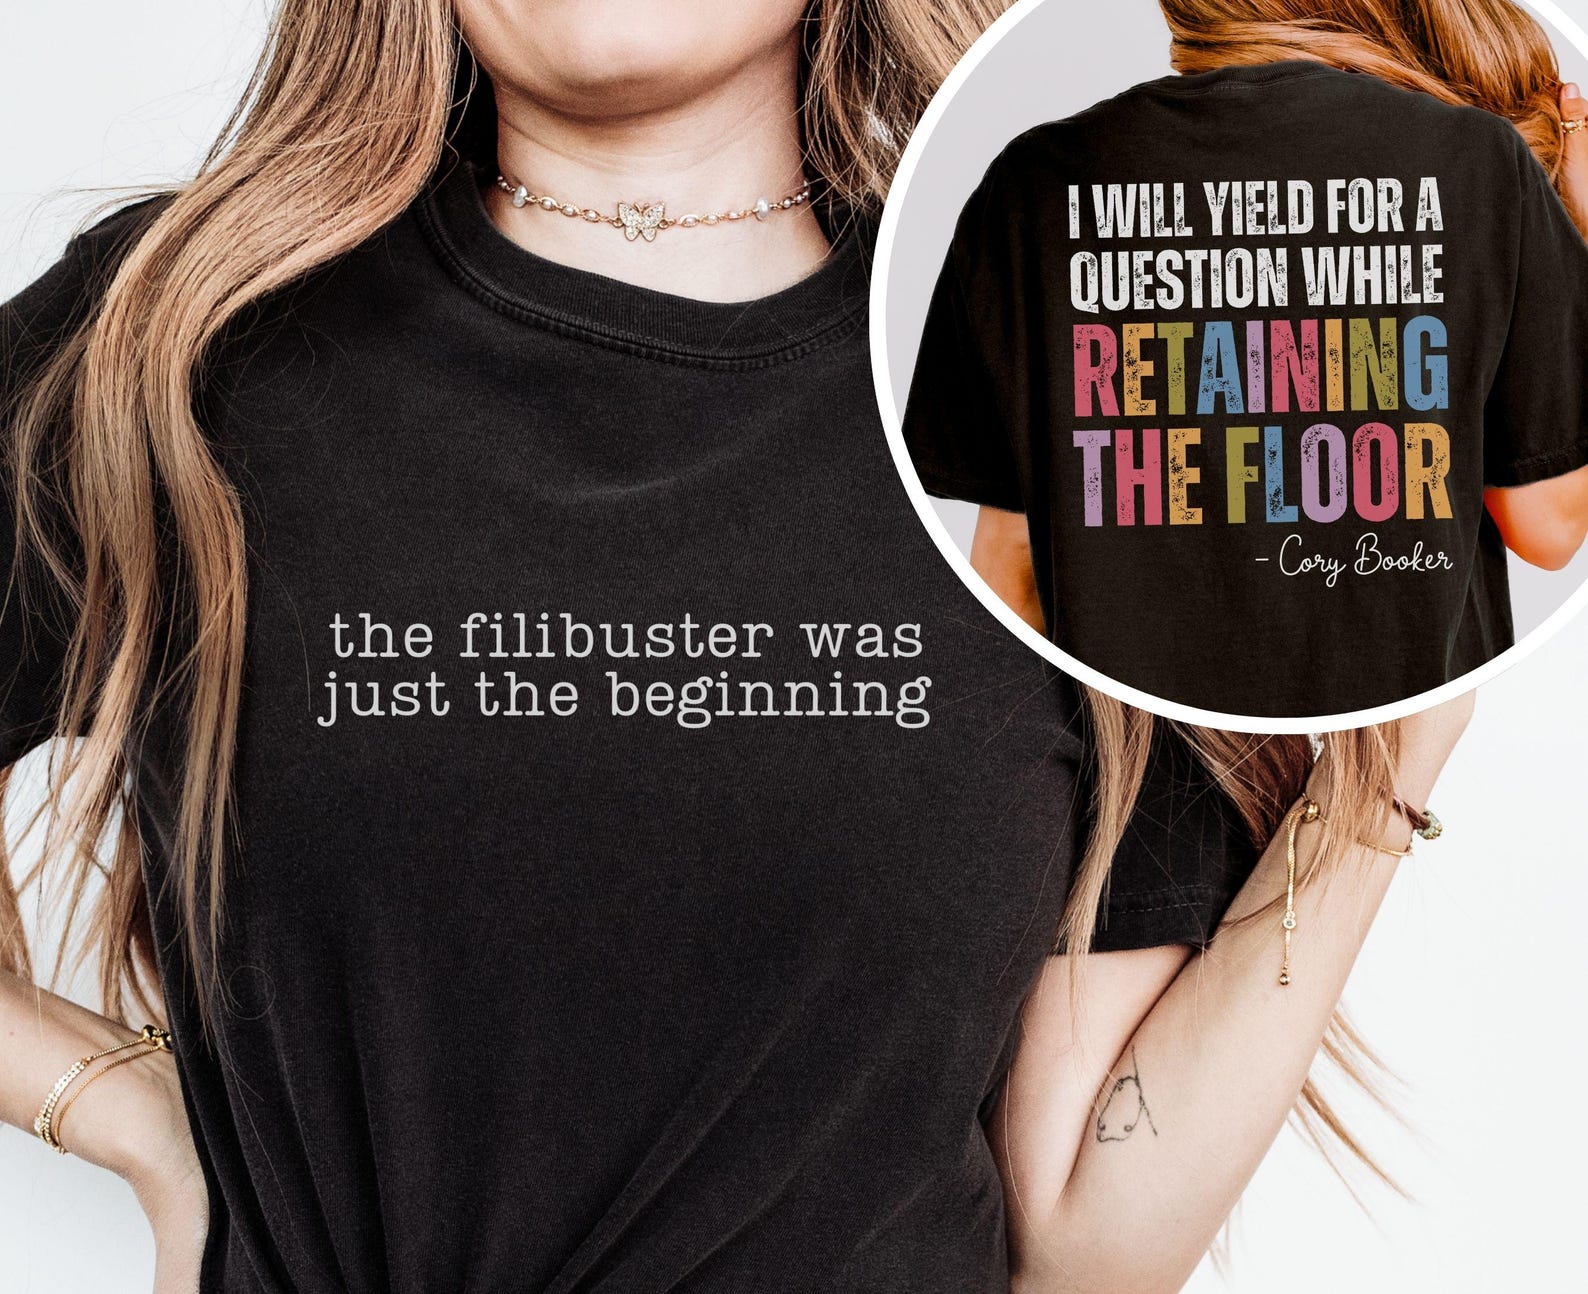 the filibuster was
just the beginning
I WILL YIELD FOR A
QUESTION WHILE
RETAINING
THE FLOOR
- Cory Booker